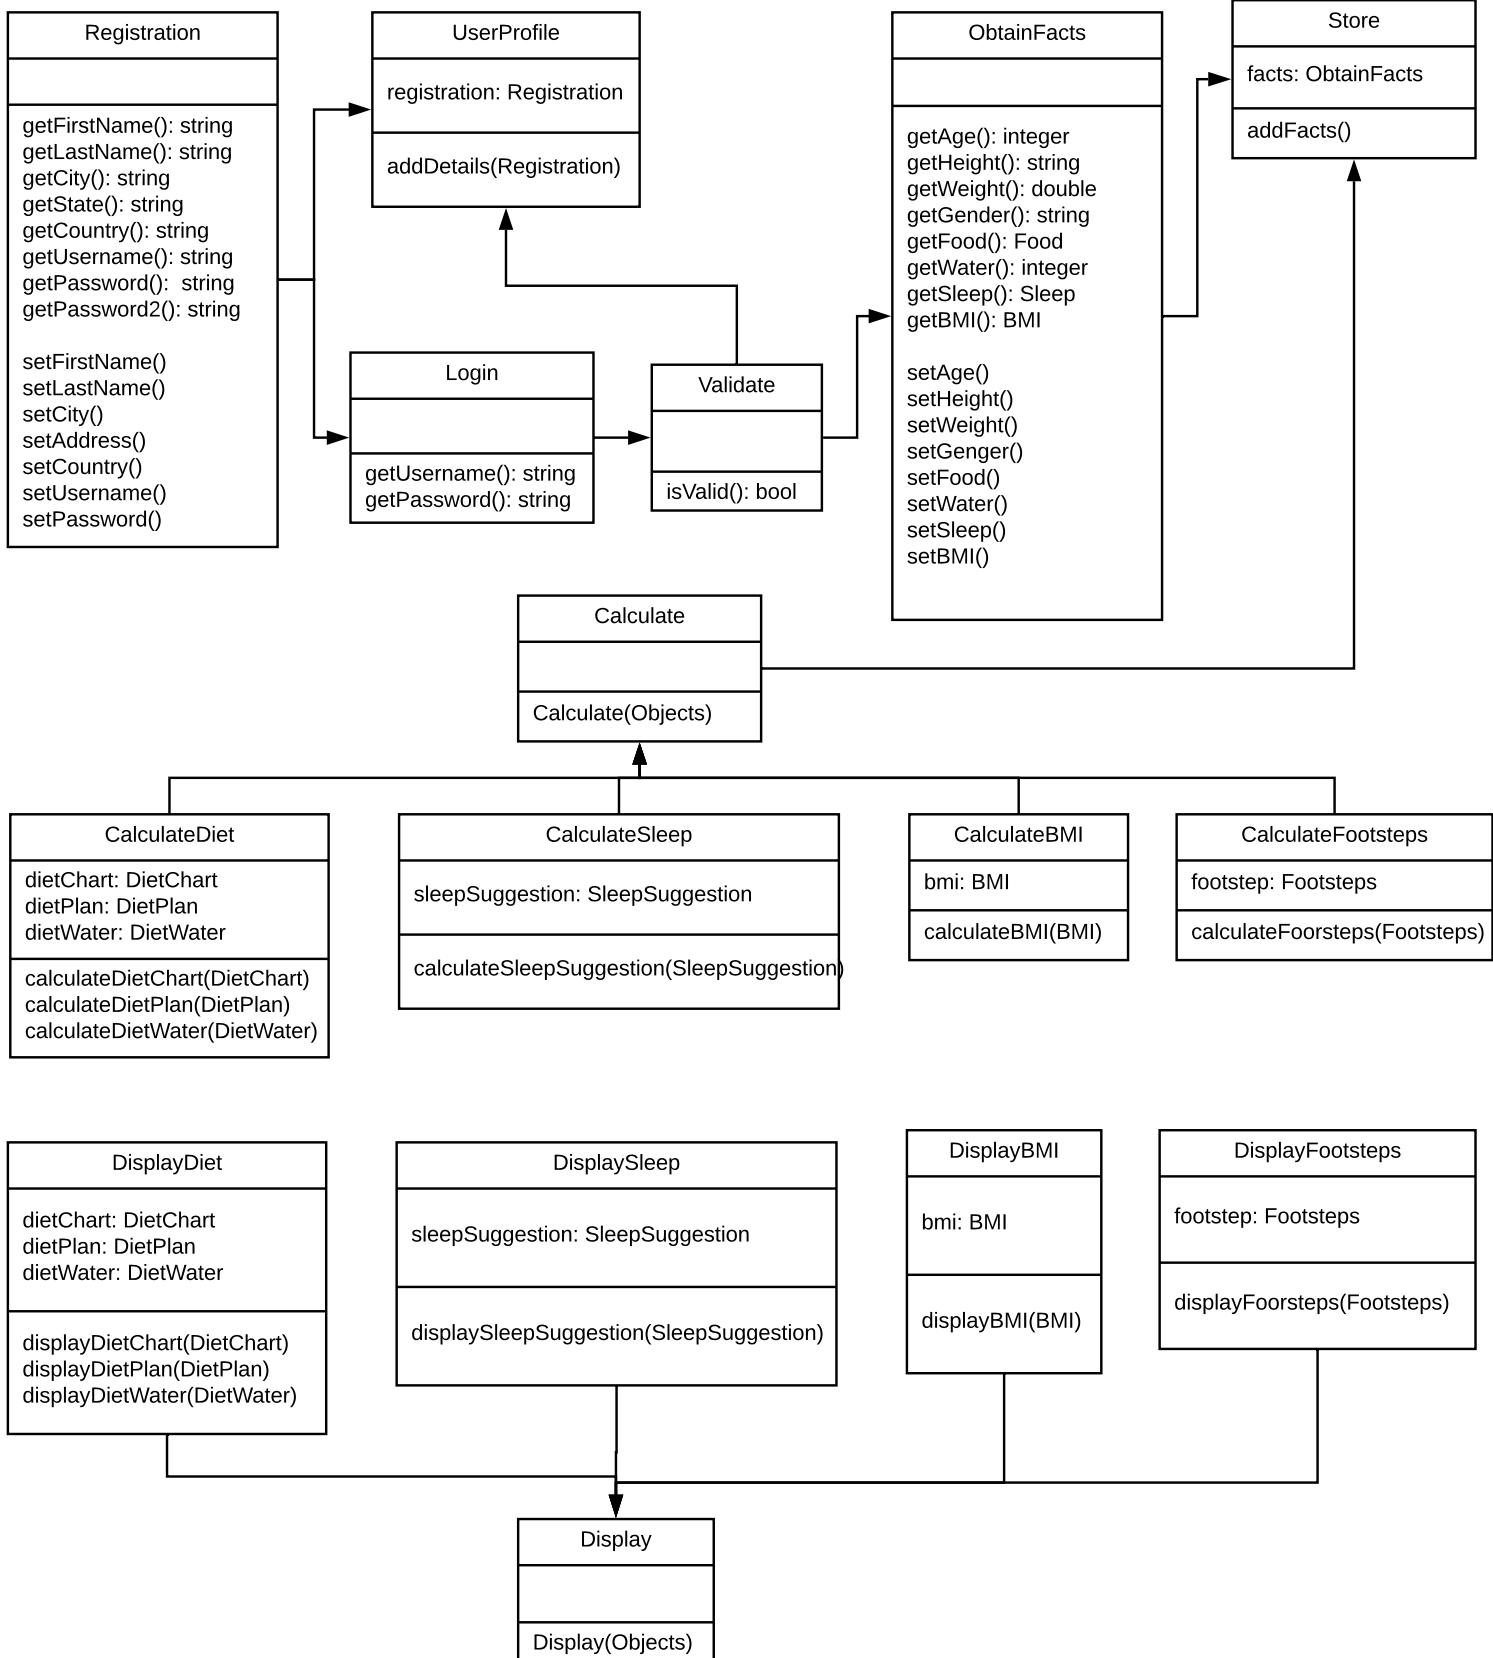 Registration
getFirstName(): string
getLastName(): string
getCity(): string
getState(): string
getCountry(): string
getUsername(): string
getPassword():  string
getPassword2(): string
setFirstName()
setLastName()
setCity()
setAddress()
setCountry()
setUsername()
setPassword()
UserProfile
registration: Registration
addDetails(Registration)
Login
getUsername(): string
getPassword(): string
Validate
isValid(): bool
ObtainFacts
getAge(): integer
getHeight(): string
getWeight(): double
getGender(): string
getFood(): Food
getWater(): integer
getSleep(): Sleep
getBMI(): BMI
setAge()
setHeight()
setWeight()
setGenger()
setFood()
setWater()
setSleep()
setBMI()
Store
facts: ObtainFacts
addFacts()
Calculate
Calculate(Objects)
CalculateDiet
dietChart: DietChart
dietPlan: DietPlan
dietWater: DietWater
calculateDietChart(DietChart)
calculateDietPlan(DietPlan)
calculateDietWater(DietWater)
CalculateSleep
sleepSuggestion: SleepSuggestion
calculateSleepSuggestion(SleepSuggestion)
CalculateBMI
bmi: BMI
calculateBMI(BMI)
CalculateFootsteps
footstep: Footsteps
calculateFoorsteps(Footsteps)
DisplayDiet
dietChart: DietChart
dietPlan: DietPlan
dietWater: DietWater
displayDietChart(DietChart)
displayDietPlan(DietPlan)
displayDietWater(DietWater)
DisplaySleep
sleepSuggestion: SleepSuggestion
displaySleepSuggestion(SleepSuggestion)
DisplayBMI
bmi: BMI
displayBMI(BMI)
DisplayFootsteps
footstep: Footsteps
displayFoorsteps(Footsteps)
Display
Display(Objects)